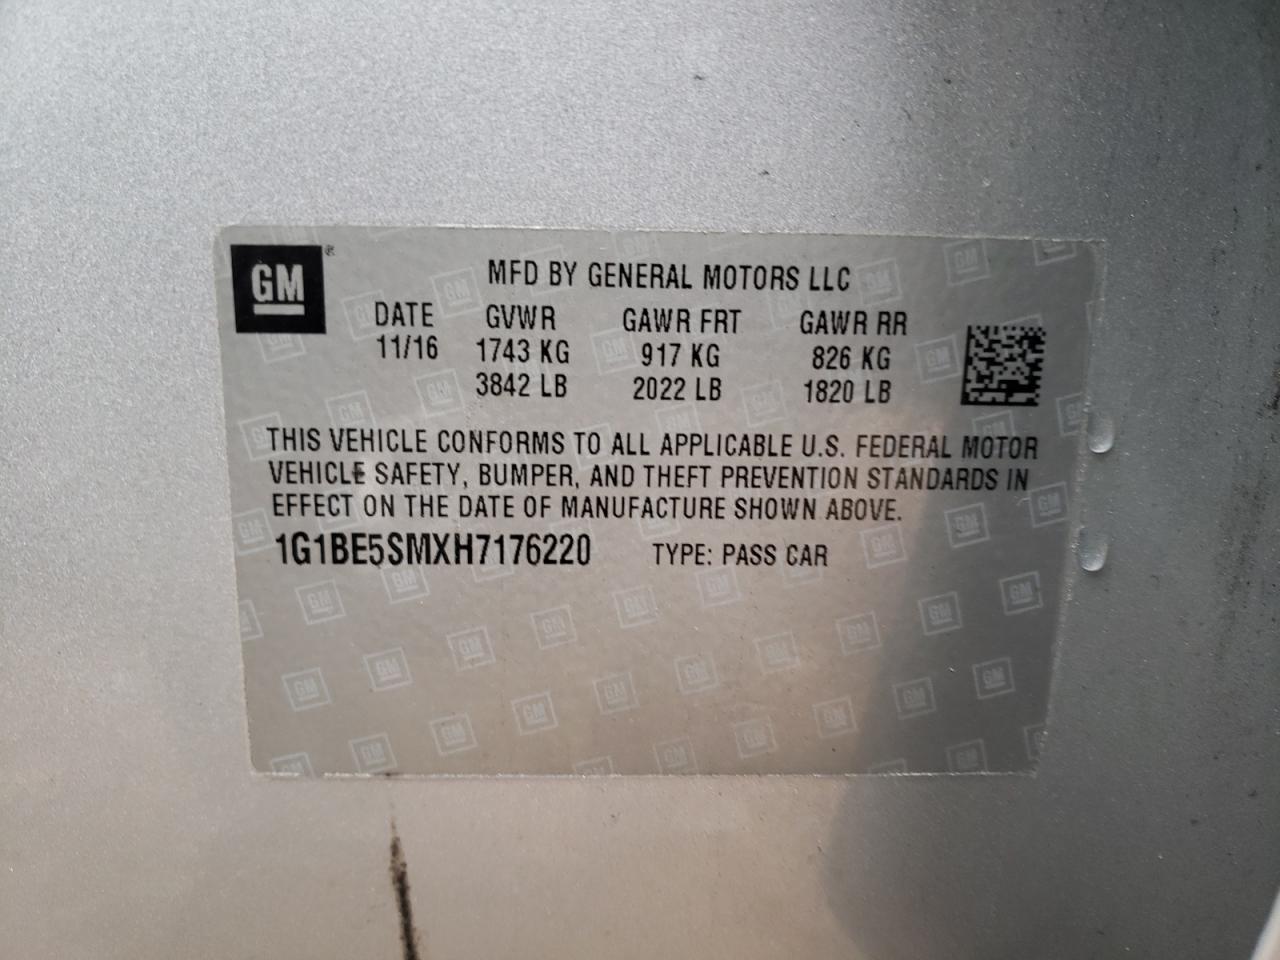 GM
MFD BY GENERAL MOTORS LLC
DATE GVWR GAWR FRT GAWR RR
11/16 1743 KG 917 KG 826 KG
3842 LB 2022 LB 1820 LB
THIS VEHICLE CONFORMS TO ALL APPLICABLE U.S. FEDERAL MOTOR
VEHICLE SAFETY, BUMPER, AND THEFT PREVENTION STANDARDS IN
EFFECT ON THE DATE OF MANUFACTURE SHOWN ABOVE.
1G1BE5SMXH7176220 TYPE: PASS CAR